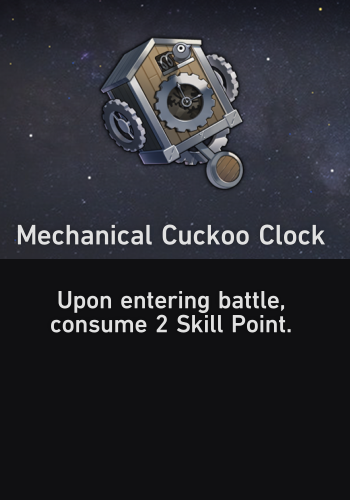 Mechanical Cuckoo Clock
Upon entering battle,
consume 2 Skill Point.